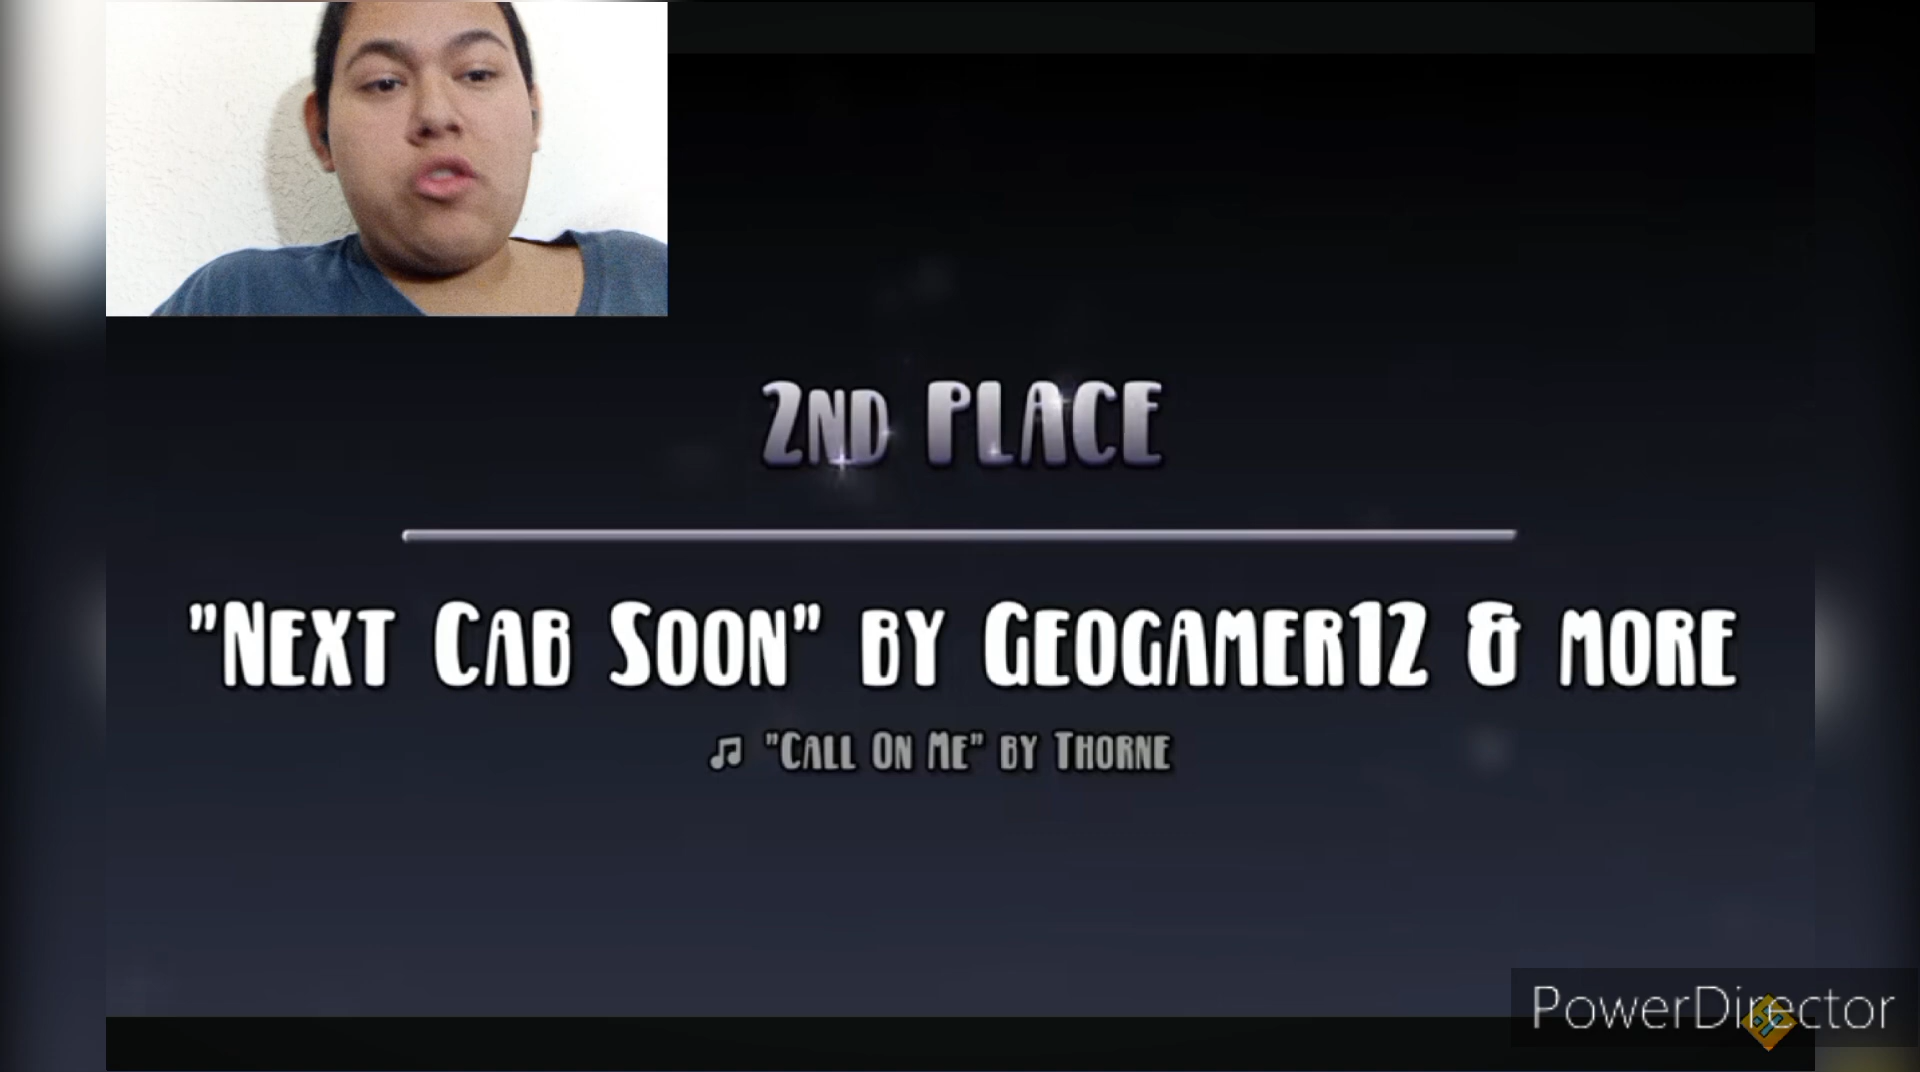 2ND PLACE
"NEXT CAB SOON" BY GEOGAMER12 & MORE
♫ "CALL ON ME" BY THORNE
PowerDirector